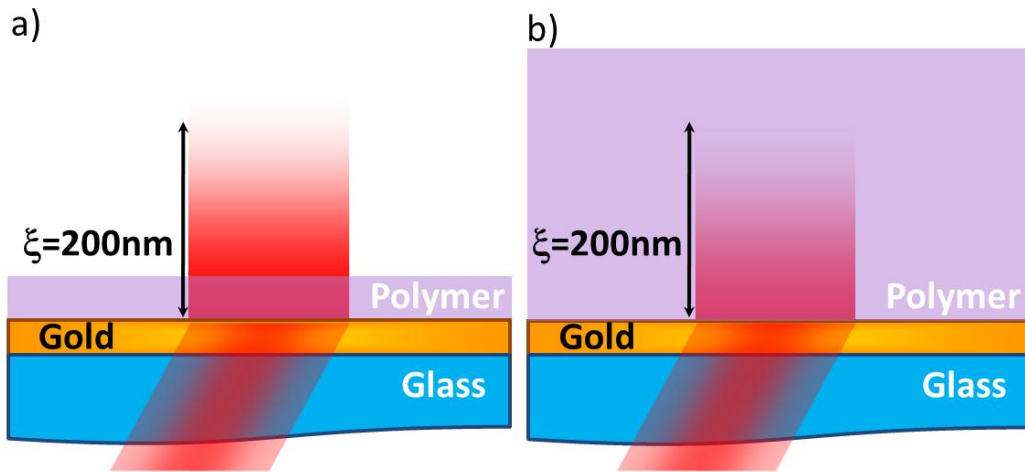 a)
ξ=200nm
Polymer
Gold
Glass
b)
ξ=200nm
Polymer
Gold
Glass